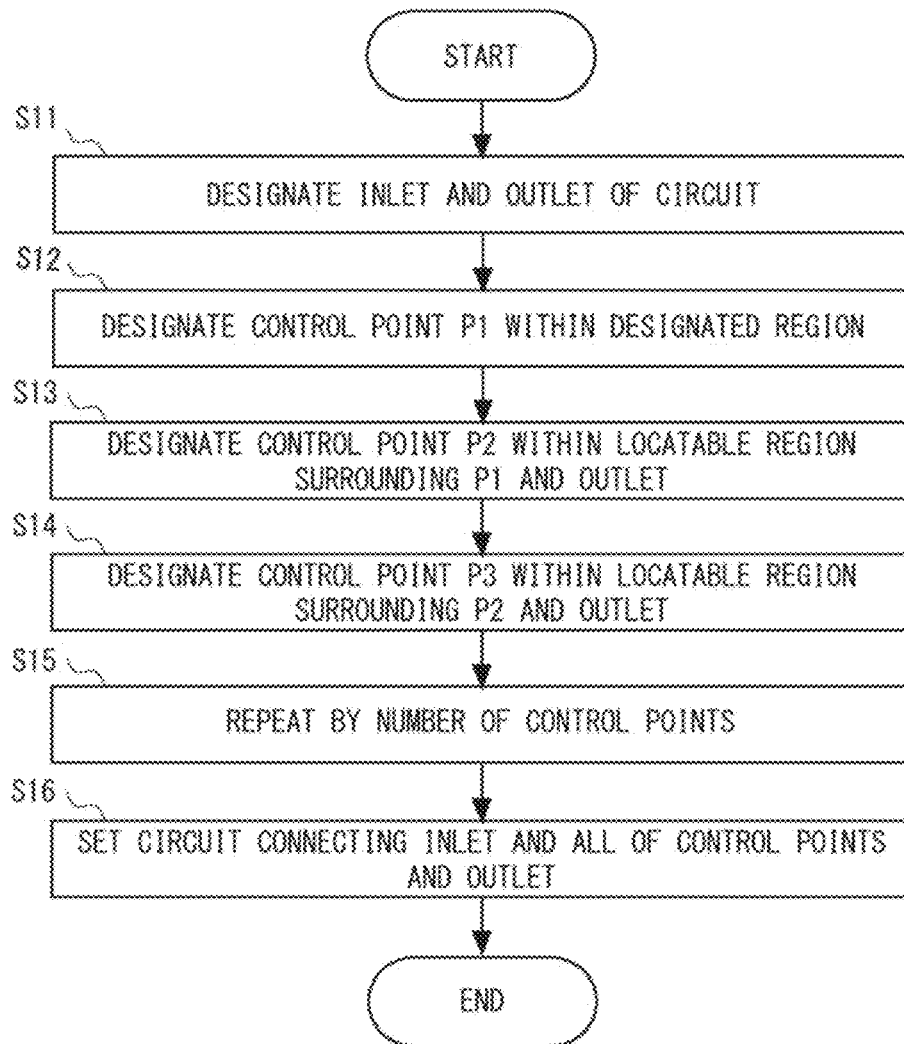 START
S11
DESIGNATE INLET AND OUTLET OF CIRCUIT
S12
DESIGNATE CONTROL POINT P1 WITHIN DESIGNATED REGION
S13
DESIGNATE CONTROL POINT P2 WITHIN LOCATABLE REGION
SURROUNDING P1 AND OUTLET
S14
DESIGNATE CONTROL POINT P3 WITHIN LOCATABLE REGION
SURROUNDING P2 AND OUTLET
S15
REPEAT BY NUMBER OF CONTROL POINTS
S16
SET CIRCUIT CONNECTING INLET AND ALL OF CONTROL POINTS
AND OUTLET
END